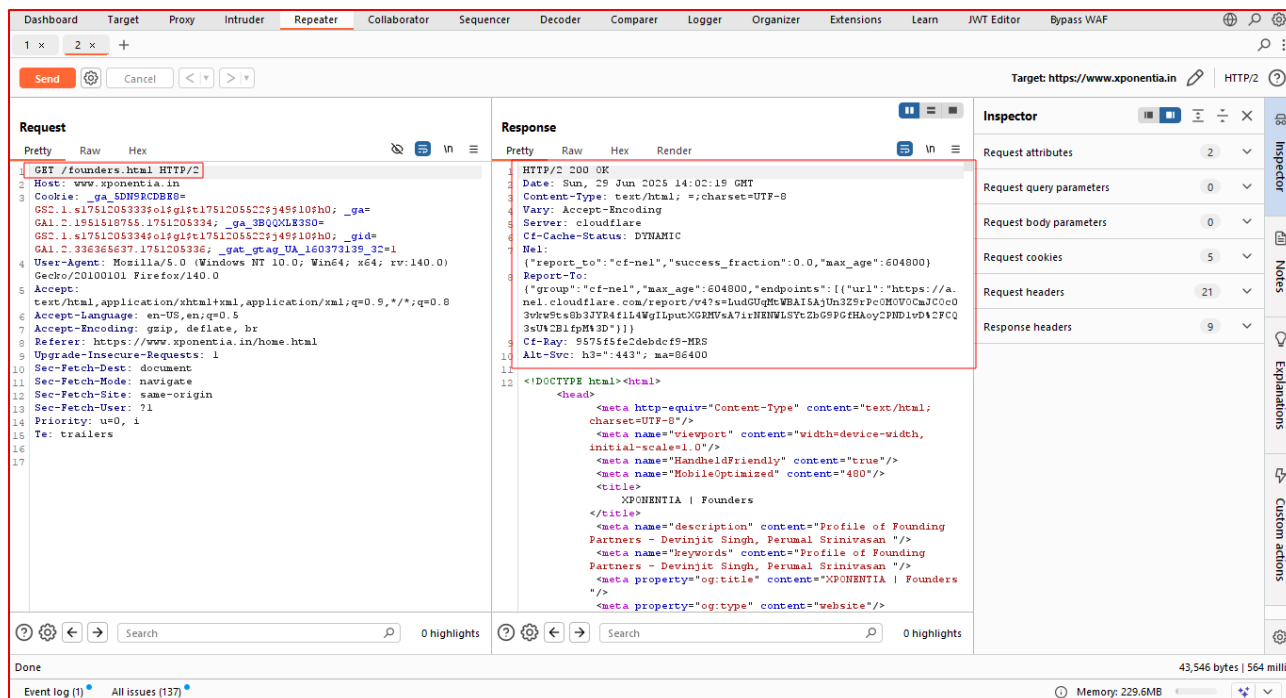 Dashboard Target Proxy Intruder Repeater Collaborator Sequencer Decoder Comparer Logger Organizer Extensions Learn JWT Editor Bypass WAF
1 × 2 × +
Send Cancel < > Target: https://www.xponentia.in HTTP/2
Request
Pretty Raw Hex \n
1 GET /founders.html HTTP/2
2 Host: www.xponentia.in
3 Cookie: _ga_5DN9RCDBE8=
GS2.1.s1751205333$o1$g1$t1751205522$j49$l0$h0; _ga=
GA1.2.1951518755.1751205334; _ga_3BQQXLE3S0=
GS2.1.s1751205334$o1$g1$t1751205522$j49$l0$h0; _gid=
GA1.2.336365637.1751205336; _gat_gtag_UA_160373139_32=1
4 User-Agent: Mozilla/5.0 (Windows NT 10.0; Win64; x64; rv:140.0)
Gecko/20100101 Firefox/140.0
5 Accept:
text/html,application/xhtml+xml,application/xml;q=0.9,*/*;q=0.8
6 Accept-Language: en-US,en;q=0.5
7 Accept-Encoding: gzip, deflate, br
8 Referer: https://www.xponentia.in/home.html
9 Upgrade-Insecure-Requests: 1
10 Sec-Fetch-Dest: document
11 Sec-Fetch-Mode: navigate
12 Sec-Fetch-Site: same-origin
13 Sec-Fetch-User: ?1
14 Priority: u=0, i
15 Te: trailers
16
17
Search 0 highlights
Response
Pretty Raw Hex Render \n
1 HTTP/2 200 OK
2 Date: Sun, 29 Jun 2025 14:02:19 GMT
3 Content-Type: text/html; =;charset=UTF-8
4 Vary: Accept-Encoding
5 Server: cloudflare
6 Cf-Cache-Status: DYNAMIC
7 Nel:
{"report_to":"cf-nel","success_fraction":0.0,"max_age":604800}
8 Report-To:
{"group":"cf-nel","max_age":604800,"endpoints":[{"url":"https://a.
nel.cloudflare.com/report/v4?s=LudGUqMtWBAI5AjUn3Z9rPc0M0V0CmJC0c0
3vkw9ts8b3JYR4f1L4WgILputXGRMVsA7irNENWLSYtZbG9PGfHAoy2PND1vD%2FCQ
3sU%2BlfpM%3D"}]}
9 Cf-Ray: 9575f5fe2debdcf9-MRS
10 Alt-Svc: h3=":443"; ma=86400
11
12 <!DOCTYPE html><html>
<head>
<meta http-equiv="Content-Type" content="text/html;
charset=UTF-8"/>
<meta name="viewport" content="width=device-width,
initial-scale=1.0"/>
<meta name="HandheldFriendly" content="true"/>
<meta name="MobileOptimized" content="480"/>
<title>
XPONENTIA | Founders
</title>
<meta name="description" content="Profile of Founding
Partners - Devinjit Singh, Perumal Srinivasan "/>
<meta name="keywords" content="Profile of Founding
Partners - Devinjit Singh, Perumal Srinivasan "/>
<meta property="og:title" content="XPONENTIA | Founders
"/>
<meta property="og:type" content="website"/>
Search 0 highlights
Inspector
Request attributes 2
Request query parameters 0
Request body parameters 0
Request cookies 5
Request headers 21
Response headers 9
Inspector
Notes
Explanations
Custom actions
Done 43,546 bytes | 564 milli
Event log (1) All issues (137) Memory: 229.6MB